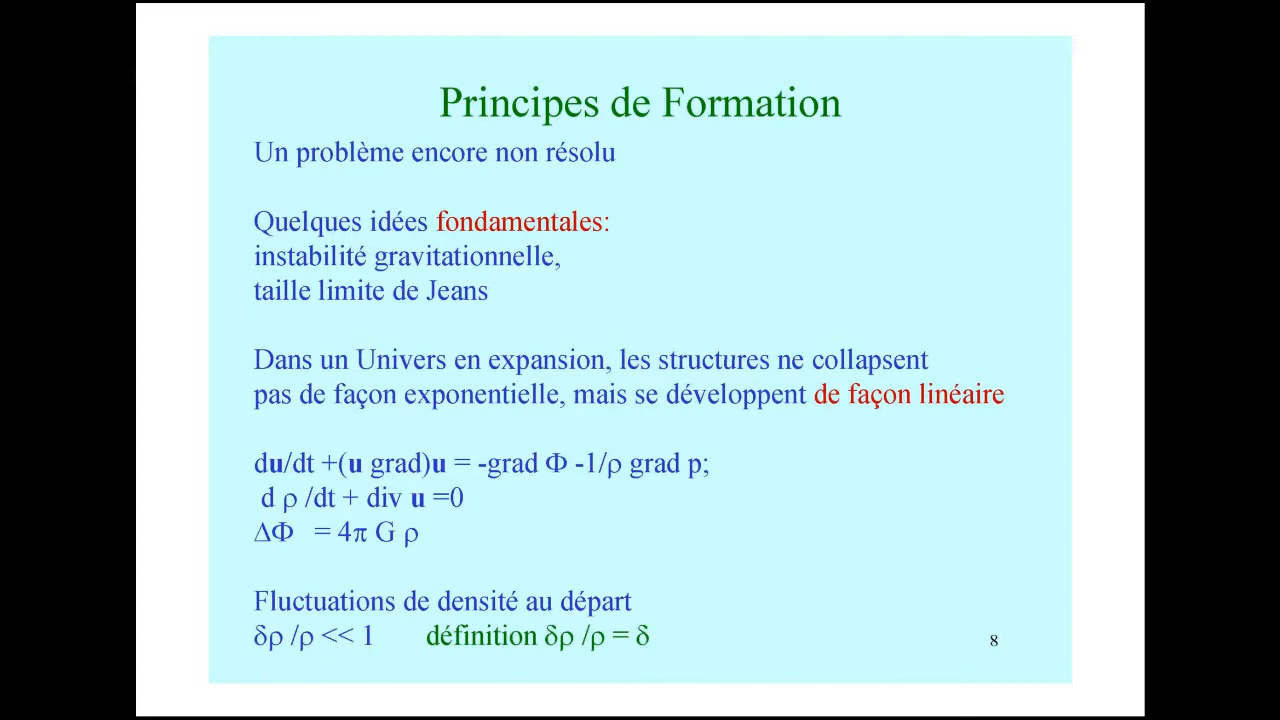 Principes de Formation
Un problème encore non résolu
Quelques idées fondamentales:
instabilité gravitationnelle,
taille limite de Jeans
Dans un Univers en expansion, les structures ne collapsent
pas de façon exponentielle, mais se développent de façon linéaire
du/dt +(u grad)u = -grad Φ -1/ρ grad p;
d ρ /dt + div u =0
ΔΦ = 4π G ρ
Fluctuations de densité au départ
δρ /ρ << 1 définition δρ /ρ = δ
8